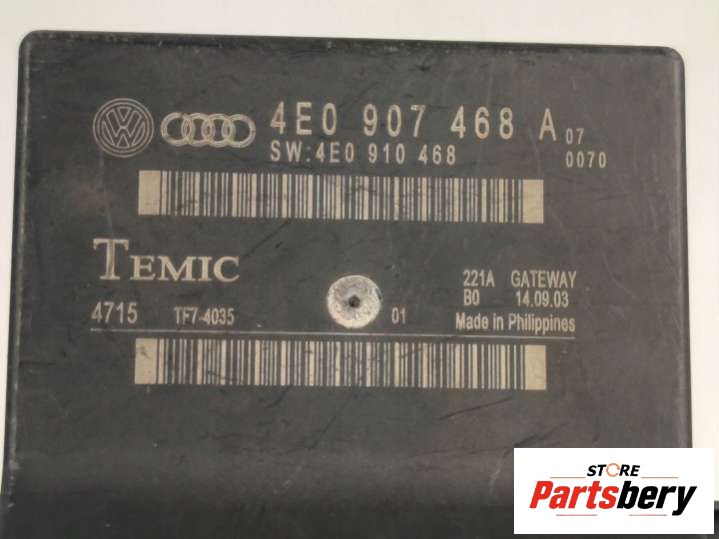 4E0 907 468 A 07
SW:4E0 910 468 0070
TEMIC
221A GATEWAY
B0 14.09.03
4715 TF7-4035 01 Made in Philippines
STORE
Partsbery